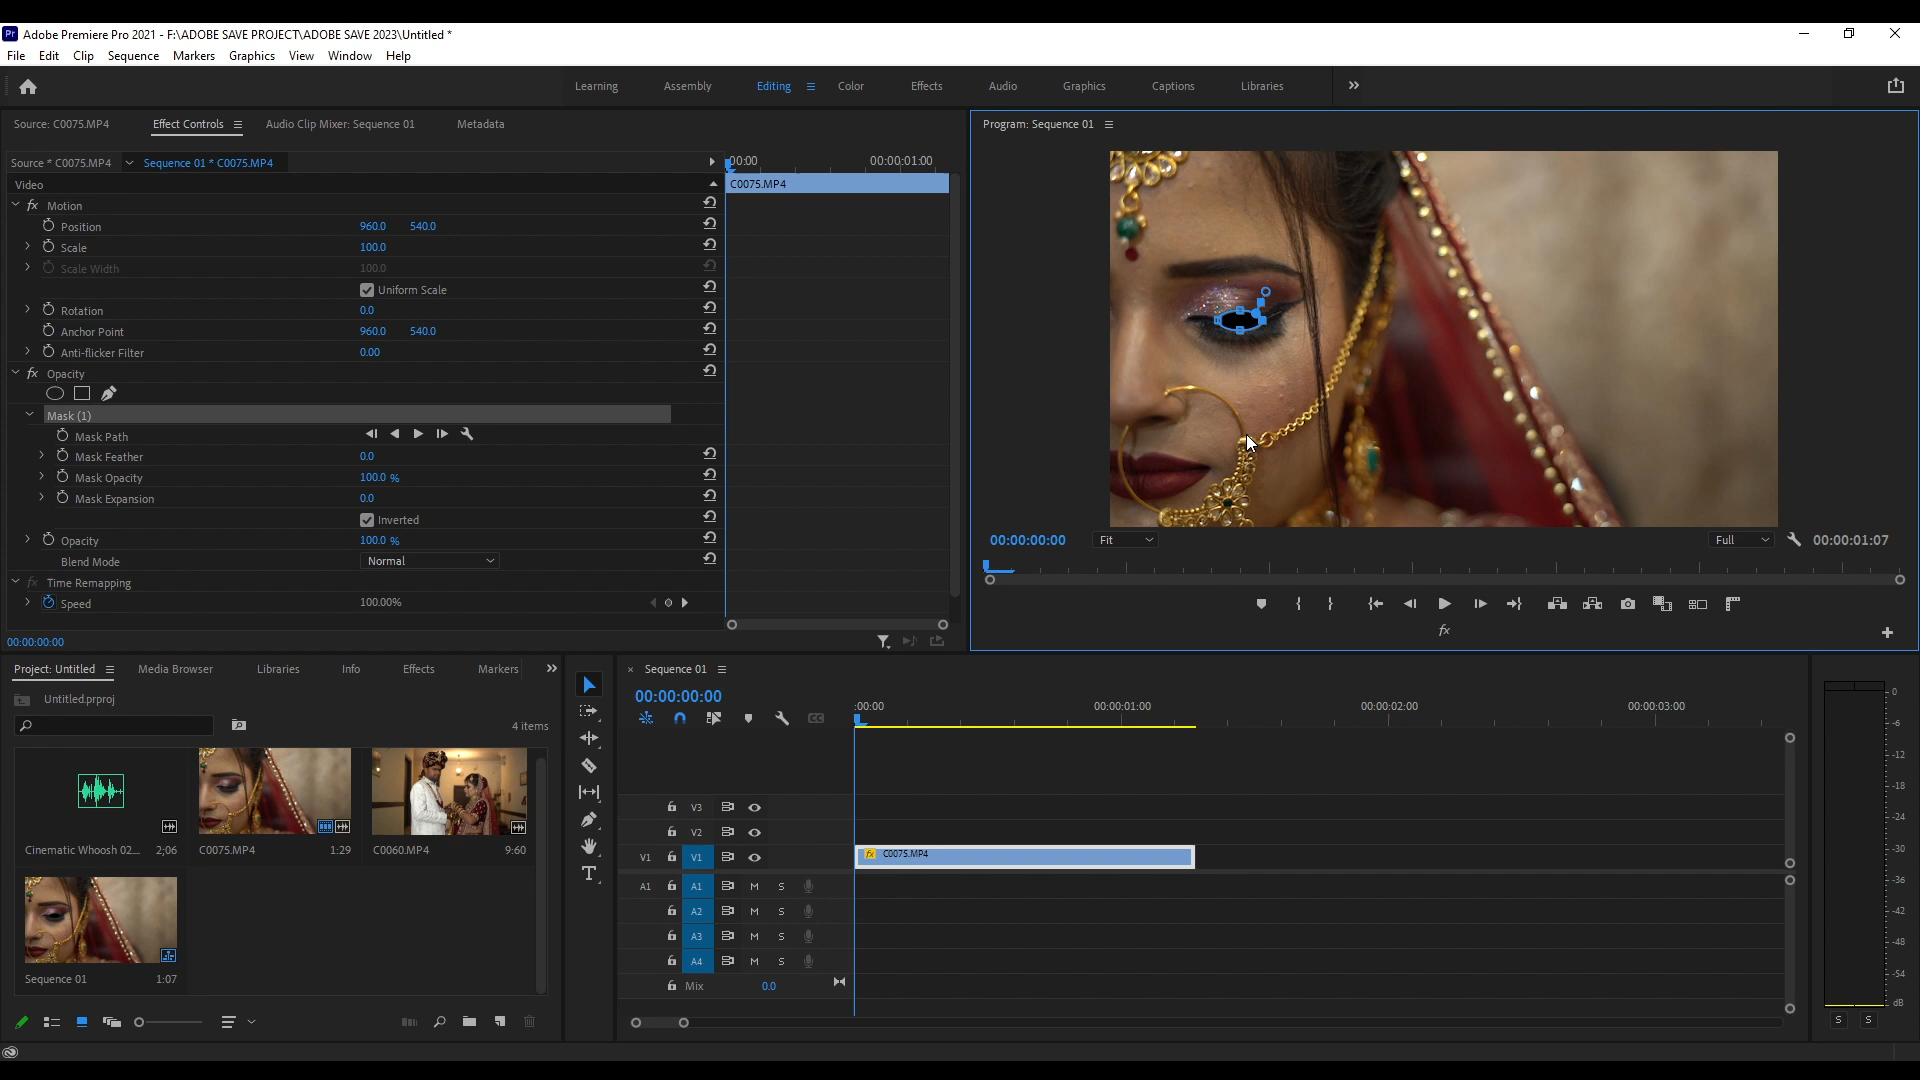 Pr Adobe Premiere Pro 2021 - F:\ADOBE SAVE PROJECT\ADOBE SAVE 2023\Untitled *
File Edit Clip Sequence Markers Graphics View Window Help
Learning Assembly Editing Color Effects Audio Graphics Captions Libraries
Source: C0075.MP4 Effect Controls Audio Clip Mixer: Sequence 01 Metadata
Source * C0075.MP4 Sequence 01 * C0075.MP4
:00:00 00:00:01:00
Video
C0075.MP4
fx Motion
Position 960.0 540.0
Scale 100.0
Scale Width 100.0
Uniform Scale
Rotation 0.0
Anchor Point 960.0 540.0
Anti-flicker Filter 0.00
fx Opacity
Mask (1)
Mask Path
Mask Feather 0.0
Mask Opacity 100.0 %
Mask Expansion 0.0
Inverted
Opacity 100.0 %
Blend Mode Normal
fx Time Remapping
Speed 100.00%
00:00:00:00
Program: Sequence 01
00:00:00:00 Fit Full 00:00:01:07
fx
Project: Untitled Media Browser Libraries Info Effects Markers
Untitled.prproj
4 items
Cinematic Whoosh 02... 2;06
C0075.MP4 1:29
C0060.MP4 9:60
Sequence 01 1:07
T
× Sequence 01
00:00:00:00
:00:00 00:00:01:00 00:00:02:00 00:00:03:00
V3
V2
V1 V1
fx C0075.MP4
A1 A1 M S
A2 M S
A3 M S
A4 M S
Mix 0.0
0
-6
-12
-18
-24
-30
-36
-42
-48
-54
dB
S S